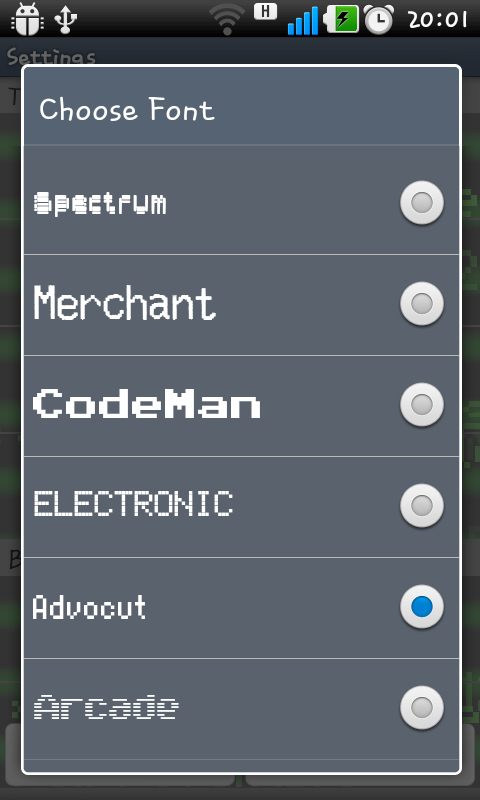 H
20:01
Settings
Choose Font
Spectrum
Merchant
CodeMan
ELECTRONIC
Advocut
Arcade